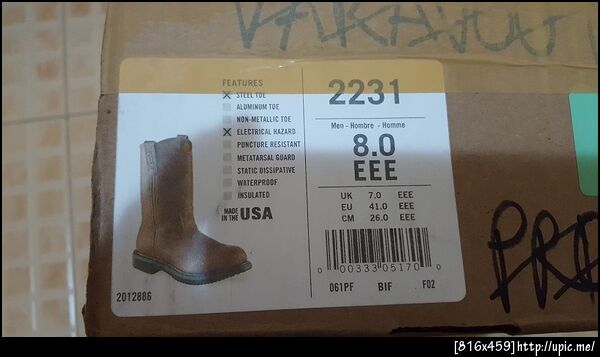 VAKAYUT
FEATURES
X STEEL TOE
ALUMINUM TOE
NON-METALLIC TOE
X ELECTRICAL HAZARD
PUNCTURE RESISTANT
METATARSAL GUARD
STATIC DISSIPATIVE
WATERPROOF
INSULATED
MADE IN THE USA
2012886
2231
Men - Hombre - Homme
8.0
EEE
UK 7.0 EEE
EU 41.0 EEE
CM 26.0 EEE
0 00333 05170 0
061PF BIF F02
PRA
[816x459]http://upic.me/